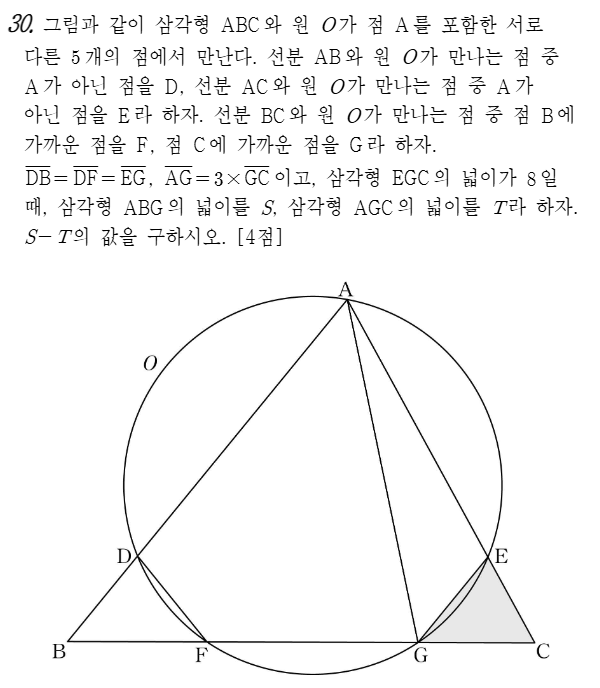 30. 그림과 같이 삼각형 ABC와 원 O가 점 A를 포함한 서로
다른 5개의 점에서 만난다. 선분 AB와 원 O가 만나는 점 중
A가 아닌 점을 D, 선분 AC와 원 O가 만나는 점 중 A가
아닌 점을 E라 하자. 선분 BC와 원 O가 만나는 점 중 점 B에
가까운 점을 F, 점 C에 가까운 점을 G라 하자.
D̅B̅=D̅F̅=E̅G̅, A̅G̅=3×G̅C̅이고, 삼각형 EGC의 넓이가 8일
때, 삼각형 ABG의 넓이를 S, 삼각형 AGC의 넓이를 T라 하자.
S-T의 값을 구하시오. [4점]
A
O
D
E
B
F
G
C